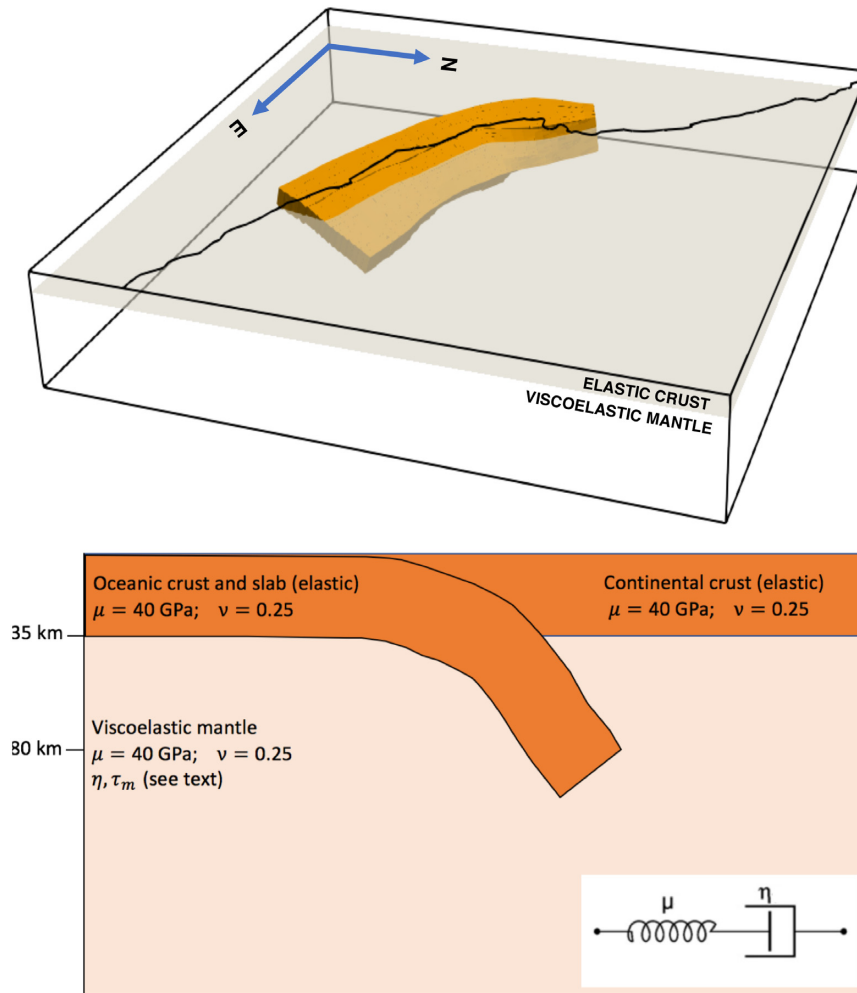 N
E
ELASTIC CRUST
VISCOELASTIC MANTLE
Oceanic crust and slab (elastic)
μ = 40 GPa; ν = 0.25
Continental crust (elastic)
μ = 40 GPa; ν = 0.25
35 km
Viscoelastic mantle
μ = 40 GPa; ν = 0.25
80 km
η, τₘ (see text)
μ
η